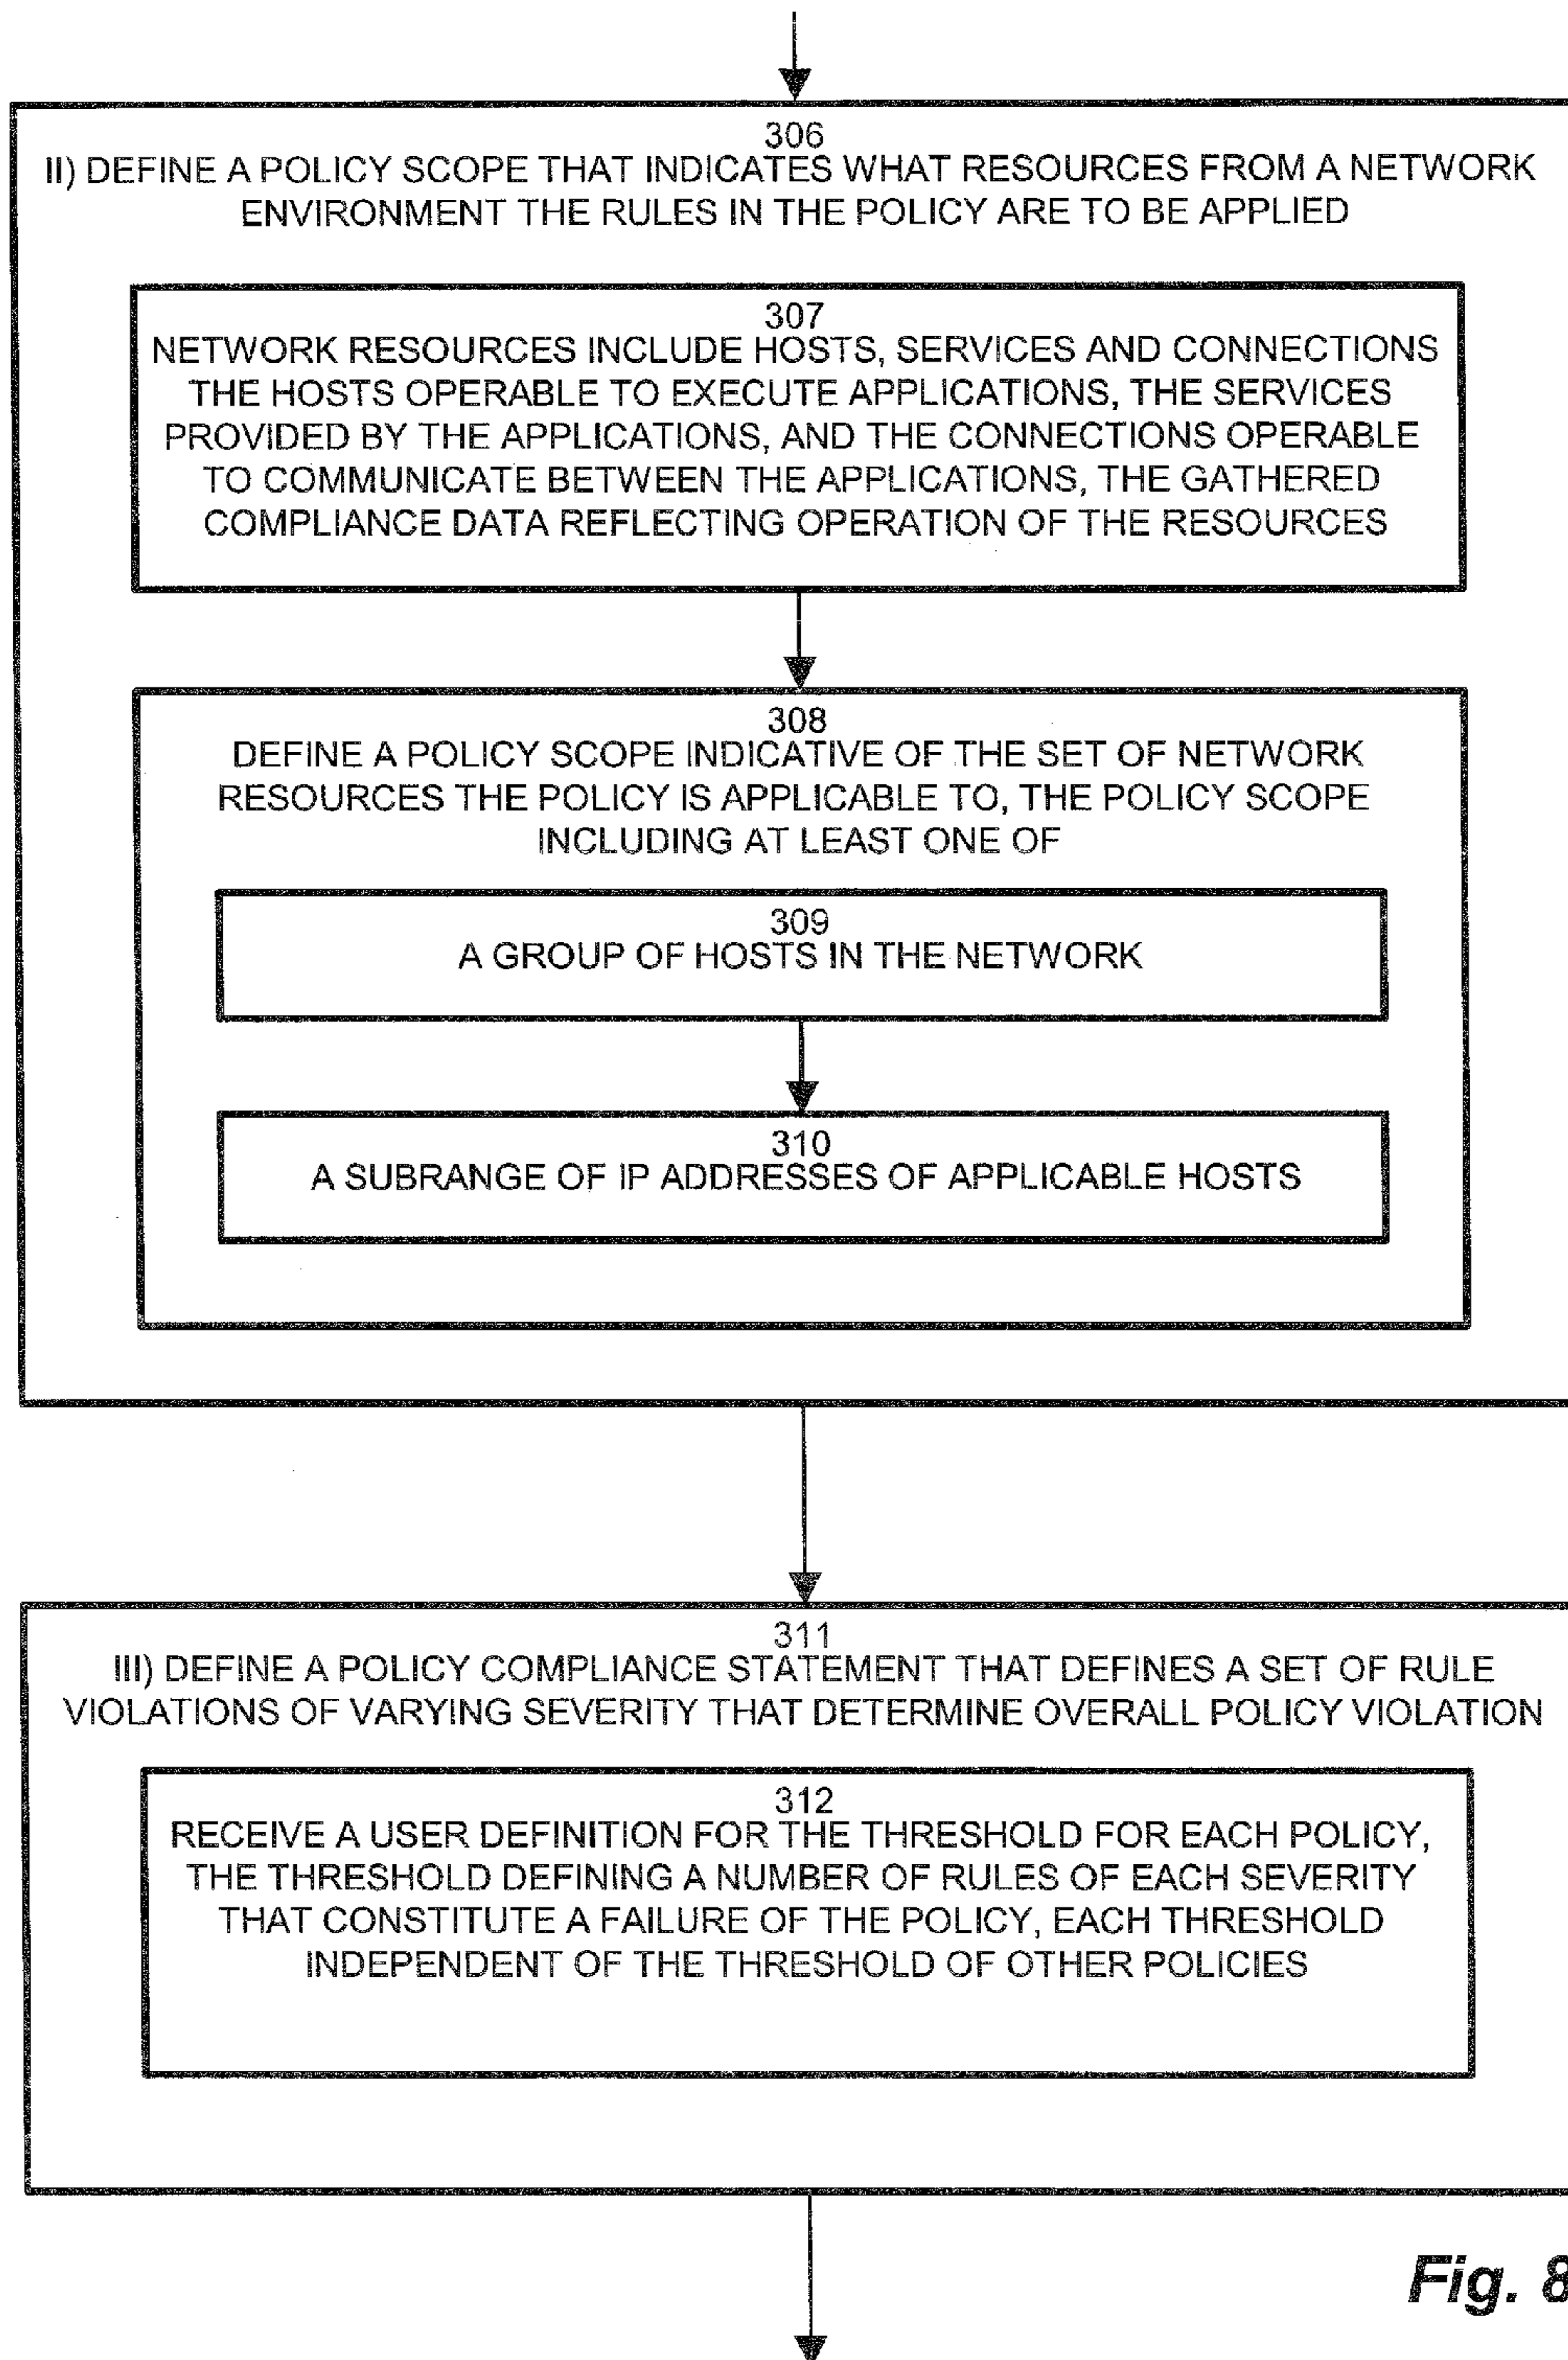 306
II) DEFINE A POLICY SCOPE THAT INDICATES WHAT RESOURCES FROM A NETWORK
ENVIRONMENT THE RULES IN THE POLICY ARE TO BE APPLIED
307
NETWORK RESOURCES INCLUDE HOSTS, SERVICES AND CONNECTIONS
THE HOSTS OPERABLE TO EXECUTE APPLICATIONS, THE SERVICES
PROVIDED BY THE APPLICATIONS, AND THE CONNECTIONS OPERABLE
TO COMMUNICATE BETWEEN THE APPLICATIONS, THE GATHERED
COMPLIANCE DATA REFLECTING OPERATION OF THE RESOURCES
308
DEFINE A POLICY SCOPE INDICATIVE OF THE SET OF NETWORK
RESOURCES THE POLICY IS APPLICABLE TO, THE POLICY SCOPE
INCLUDING AT LEAST ONE OF
309
A GROUP OF HOSTS IN THE NETWORK
310
A SUBRANGE OF IP ADDRESSES OF APPLICABLE HOSTS
311
III) DEFINE A POLICY COMPLIANCE STATEMENT THAT DEFINES A SET OF RULE
VIOLATIONS OF VARYING SEVERITY THAT DETERMINE OVERALL POLICY VIOLATION
312
RECEIVE A USER DEFINITION FOR THE THRESHOLD FOR EACH POLICY,
THE THRESHOLD DEFINING A NUMBER OF RULES OF EACH SEVERITY
THAT CONSTITUTE A FAILURE OF THE POLICY, EACH THRESHOLD
INDEPENDENT OF THE THRESHOLD OF OTHER POLICIES
Fig. 8